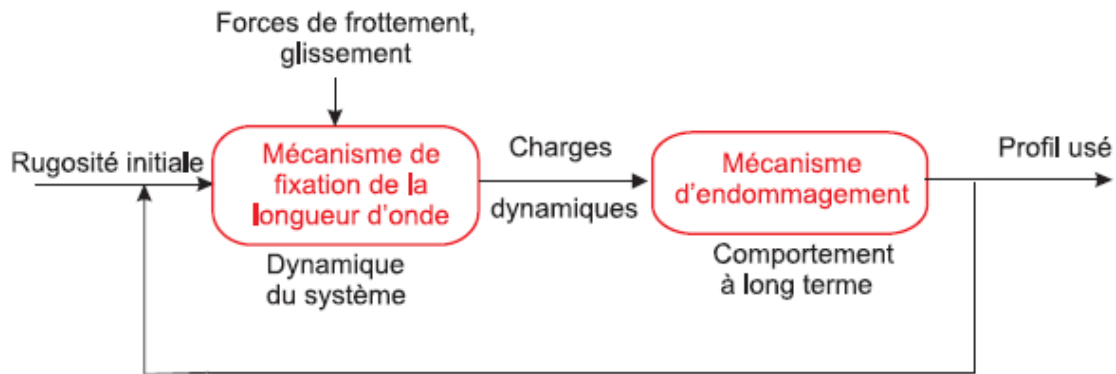 Forces de frottement,
glissement
Rugosité initiale
Mécanisme de
fixation de la
longueur d'onde
Dynamique
du système
Charges
dynamiques
Mécanisme
d'endommagement
Comportement
à long terme
Profil usé